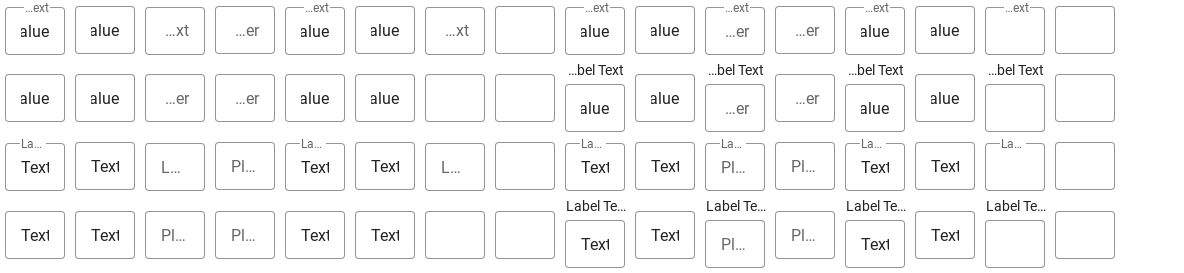 …ext …ext …ext …ext …ext …ext
alue alue …xt …er alue alue …xt alue alue …er …er alue alue
…bel Text …bel Text …bel Text …bel Text
alue alue …er …er alue alue alue alue …er …er alue alue
La… La… La… La… La… La…
Text Text L… Pl… Text Text L… Text Text Pl… Pl… Text Text
Label Te… Label Te… Label Te… Label Te…
Text Text Pl… Pl… Text Text Text Text Pl… Pl… Text Text